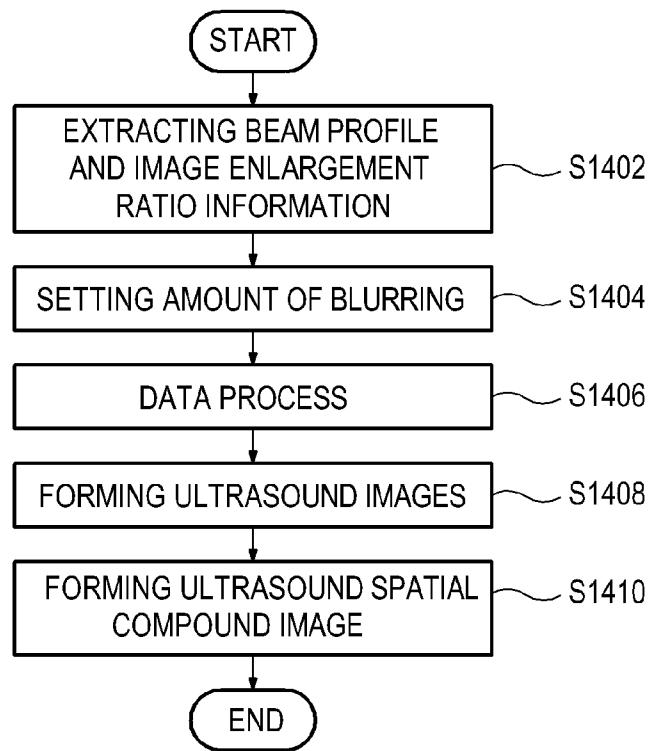 START
EXTRACTING BEAM PROFILE
AND IMAGE ENLARGEMENT
RATIO INFORMATION
S1402
SETTING AMOUNT OF BLURRING
S1404
DATA PROCESS
S1406
FORMING ULTRASOUND IMAGES
S1408
FORMING ULTRASOUND SPATIAL
COMPOUND IMAGE
S1410
END